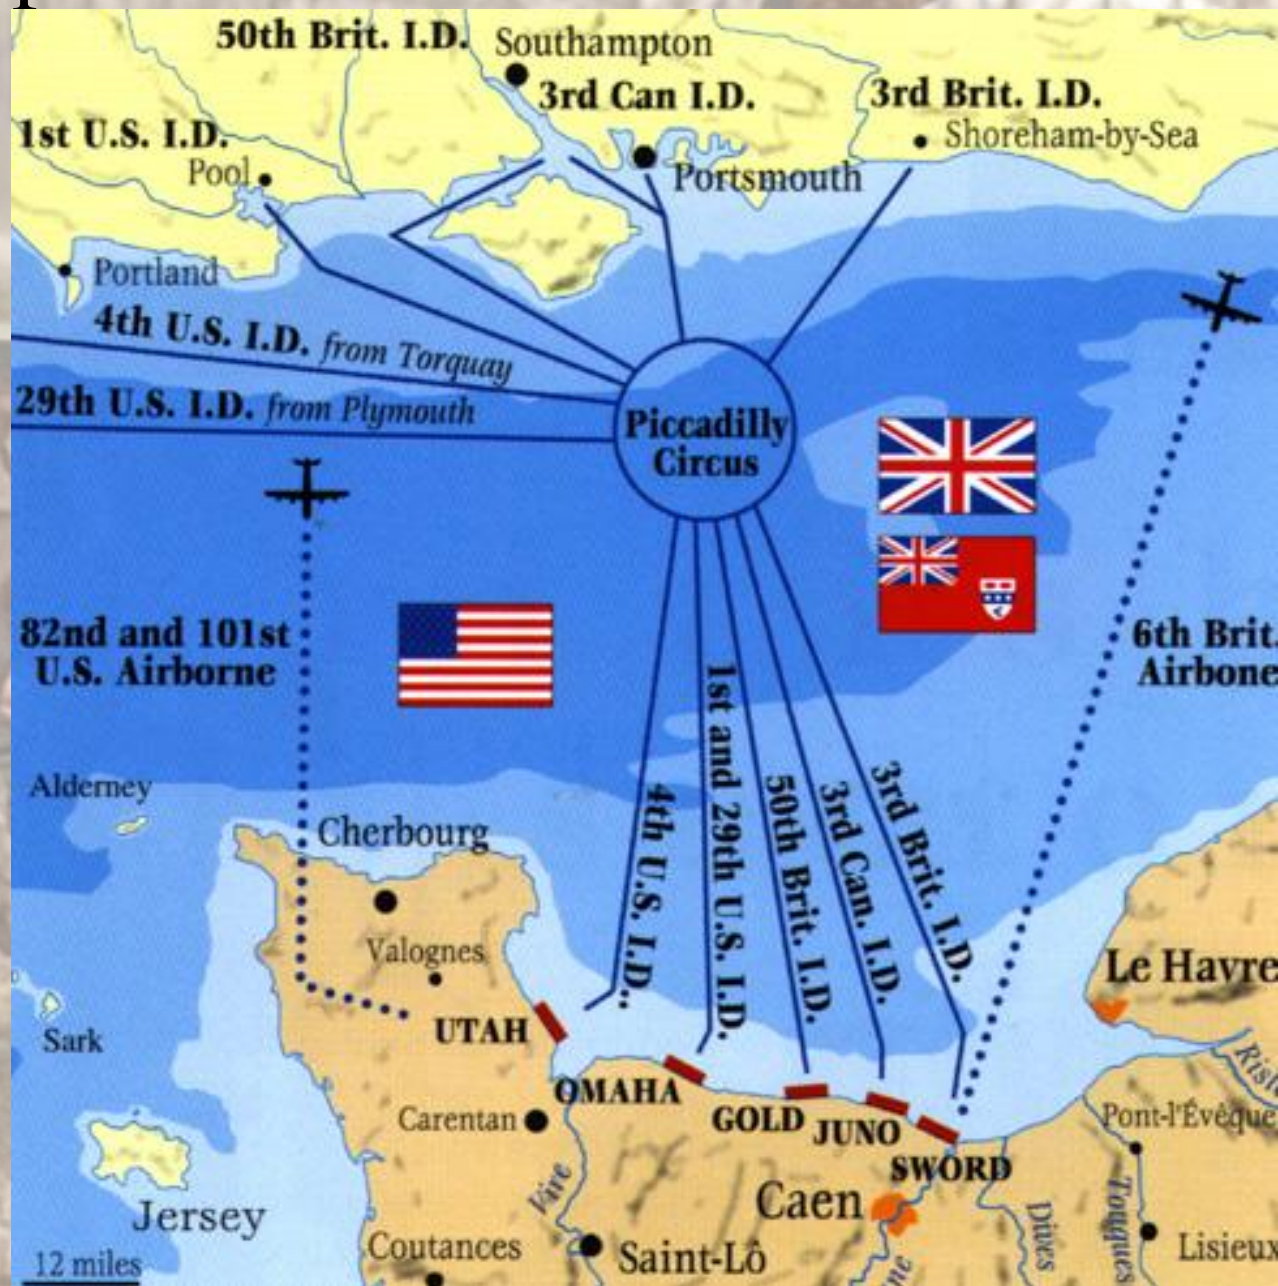 50th Brit. I.D.
Southampton
3rd Can I.D.
3rd Brit. I.D.
1st U.S. I.D.
Shoreham-by-Sea
Pool
Portsmouth
Portland
4th U.S. I.D. from Torquay
29th U.S. I.D. from Plymouth
Piccadilly
Circus
82nd and 101st
U.S. Airborne
6th Brit.
Airbone
1st and 29th U.S. I.D.
4th U.S. I.D..
50th Brit. I.D.
3rd Can. I.D.
3rd Brit. I.D.
Alderney
Cherbourg
Valognes
Le Havre
UTAH
Sark
OMAHA
GOLD
JUNO
SWORD
Carentan
Pont-l'Évêque
Vire
Caen
Jersey
Dives
Touques
Coutances
Saint-Lô
Lisieux
12 miles